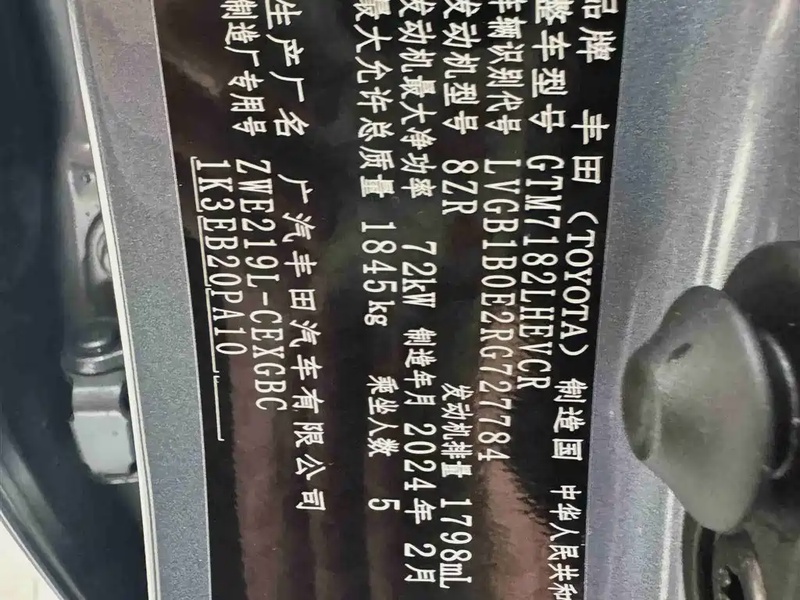 品牌 丰田 (TOYOTA) 制造国 中华人民共和
整车型号 GTM7182LHEVCR
车辆识别代号 LVGB1B0E2RG727784
发动机型号 8ZR 发动机排量 1798mL
发动机最大净功率 72kW 制造年月 2024年 2月
最大允许总质量 1845kg 乘坐人数 5
生产厂名 广汽丰田汽车有限公司
制造厂专用号 ZWE219L-CEXGBC
1K3EB20PA10